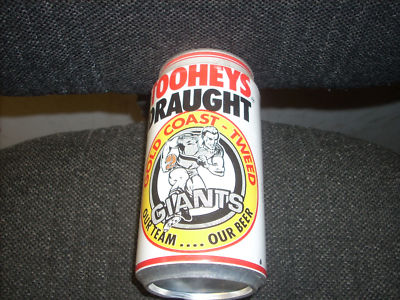 TOOHEYS
DRAUGHT
GOLD COAST - TWEED
GIANTS
OUR TEAM .... OUR BEER